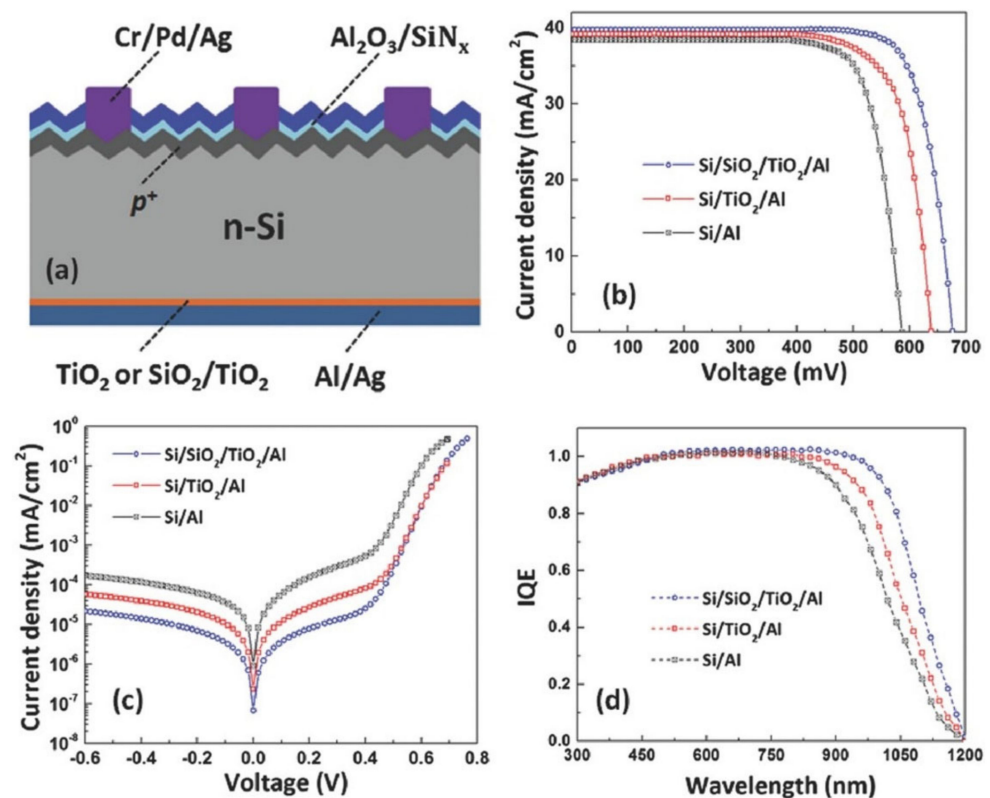 Cr/Pd/Ag
Al₂O₃/SiNₓ
p⁺
n-Si
(a)
TiO₂ or SiO₂/TiO₂
Al/Ag
Current density (mA/cm²)
40
30
20
10
0
Si/SiO₂/TiO₂/Al
Si/TiO₂/Al
Si/Al
(b)
0 100 200 300 400 500 600 700
Voltage (mV)
Current density (mA/cm²)
10⁰
10⁻¹
10⁻²
10⁻³
10⁻⁴
10⁻⁵
10⁻⁶
10⁻⁷
10⁻⁸
Si/SiO₂/TiO₂/Al
Si/TiO₂/Al
Si/Al
(c)
-0.6 -0.4 -0.2 0.0 0.2 0.4 0.6 0.8
Voltage (V)
IQE
1.0
0.8
0.6
0.4
0.2
0.0
Si/SiO₂/TiO₂/Al
Si/TiO₂/Al
Si/Al
(d)
300 450 600 750 900 1050 1200
Wavelength (nm)